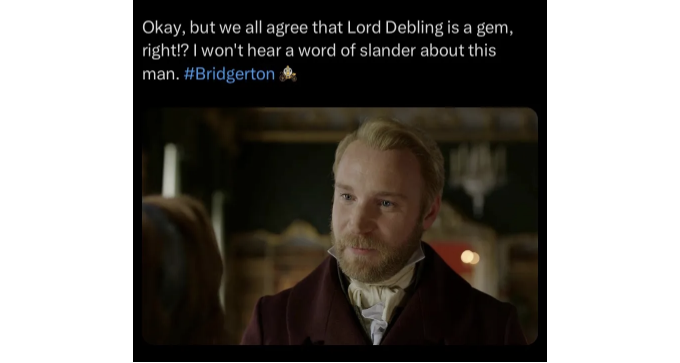 Okay, but we all agree that Lord Debling is a gem,
right!? I won't hear a word of slander about this
man. #Bridgerton